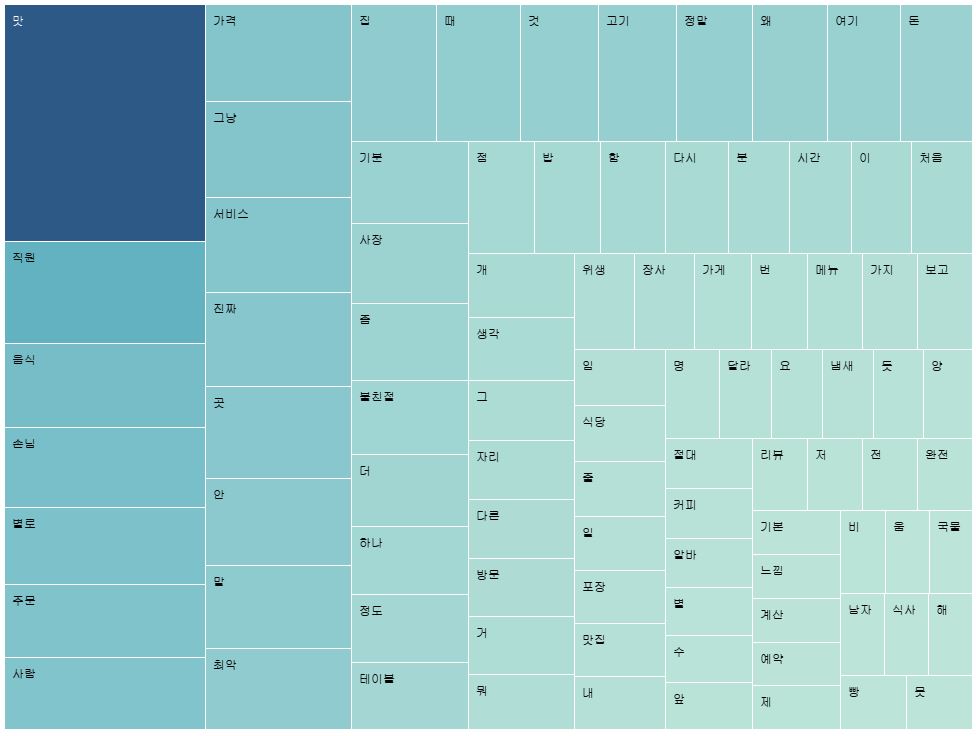 맛
직원
음식
손님
별로
주문
사람
가격
그냥
서비스
진짜
곳
안
말
최악
집
때
것
고기
정말
왜
여기
돈
기분
사장
좀
불친절
더
하나
정도
테이블
점
밥
함
다시
분
시간
이
처음
개
생각
그
자리
다른
방문
거
뭐
위생
장사
가게
번
메뉴
가지
보고
임
식당
줄
일
포장
맛집
내
명
달라
요
냄새
듯
양
절대
커피
알바
별
수
앞
리뷰
저
전
완전
기본
느낌
계산
예약
제
비
움
국물
남자
식사
해
빵
못